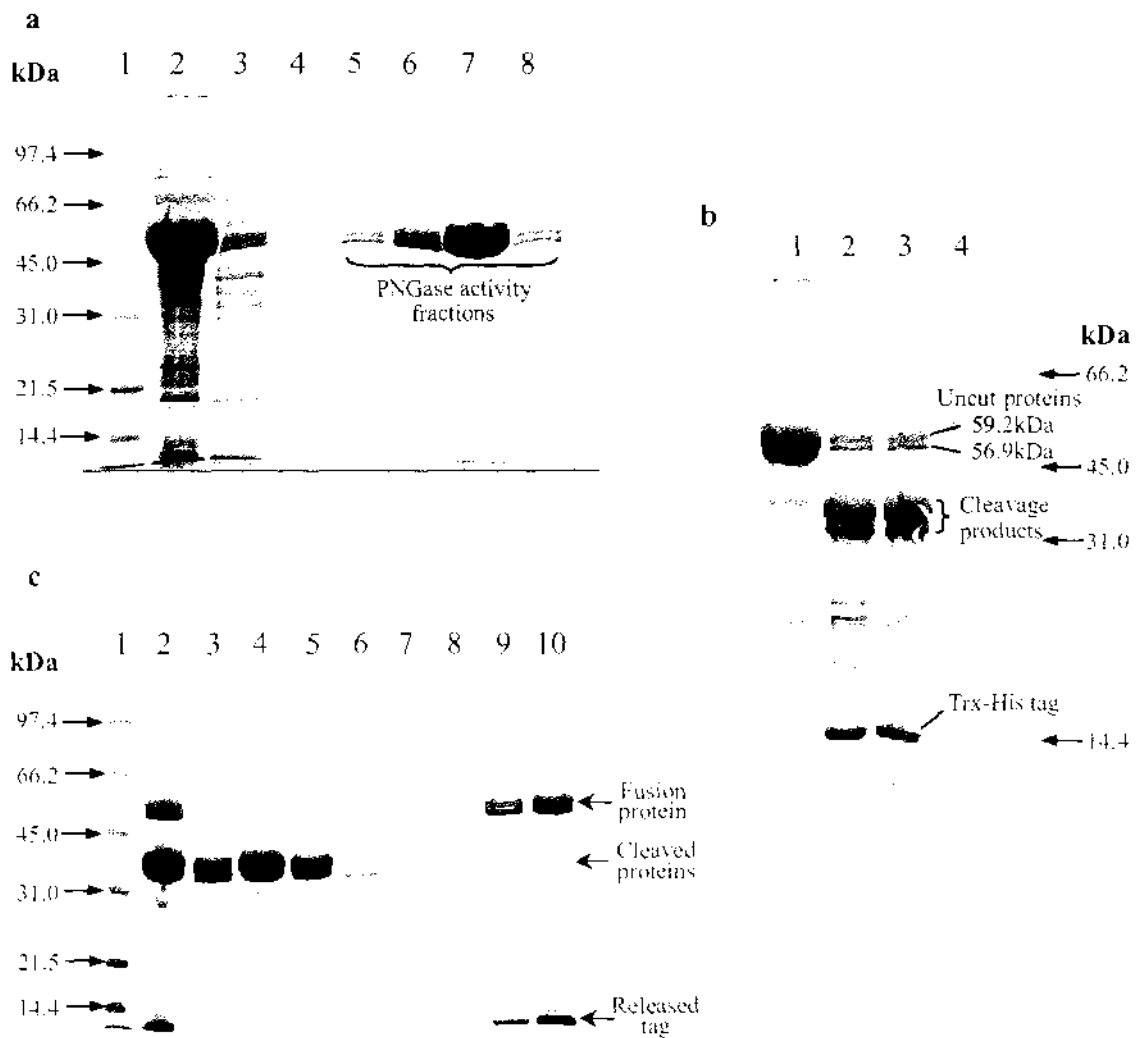 a
kDa
1 2 3 4 5 6 7 8
97.4
66.2
45.0
31.0
21.5
14.4
PNGase activity
fractions
b
1 2 3 4
kDa
66.2
Uncut proteins
59.2kDa
56.9kDa
45.0
Cleavage
products
31.0
Trx-His tag
14.4
c
kDa
1 2 3 4 5 6 7 8 9 10
97.4
66.2
45.0
31.0
21.5
14.4
Fusion
protein
Cleaved
proteins
Released
tag